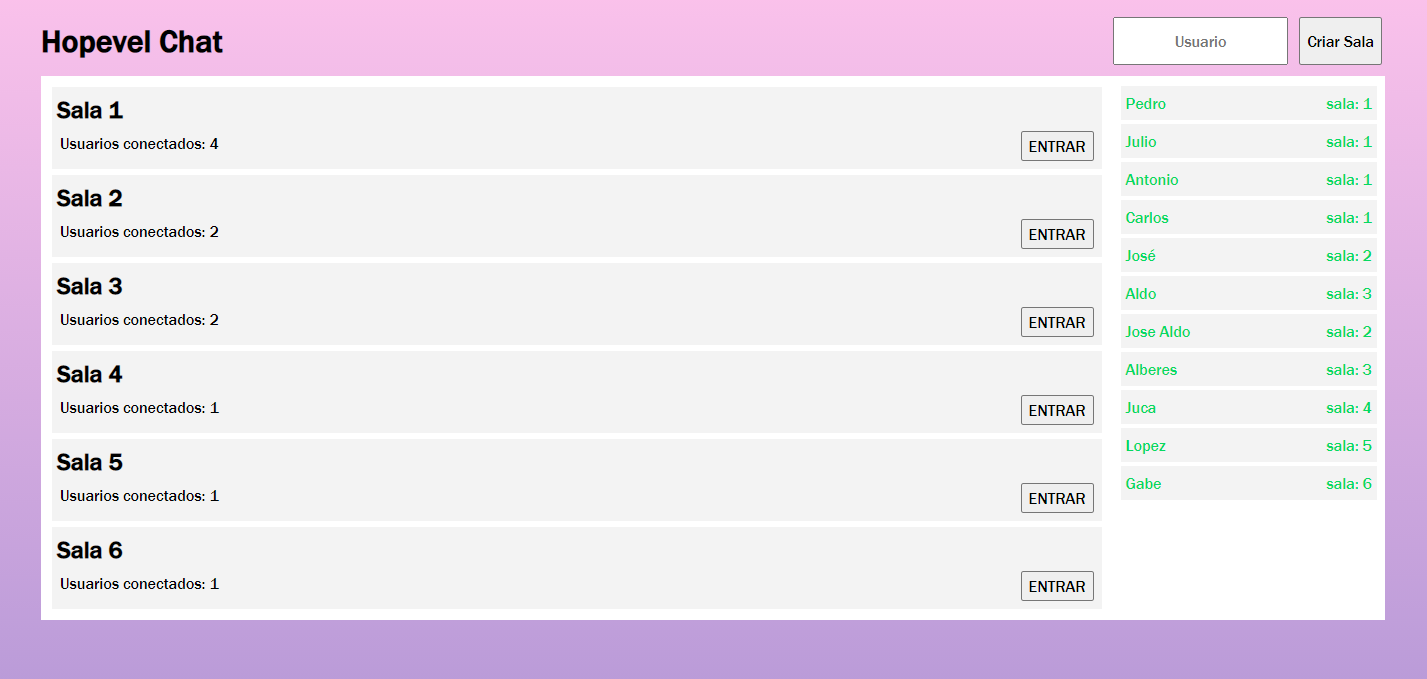 Hopevel Chat
Usuario
Criar Sala
Sala 1
Usuarios conectados: 4
ENTRAR
Sala 2
Usuarios conectados: 2
ENTRAR
Sala 3
Usuarios conectados: 2
ENTRAR
Sala 4
Usuarios conectados: 1
ENTRAR
Sala 5
Usuarios conectados: 1
ENTRAR
Sala 6
Usuarios conectados: 1
ENTRAR
Pedro sala: 1
Julio sala: 1
Antonio sala: 1
Carlos sala: 1
José sala: 2
Aldo sala: 3
Jose Aldo sala: 2
Alberes sala: 3
Juca sala: 4
Lopez sala: 5
Gabe sala: 6